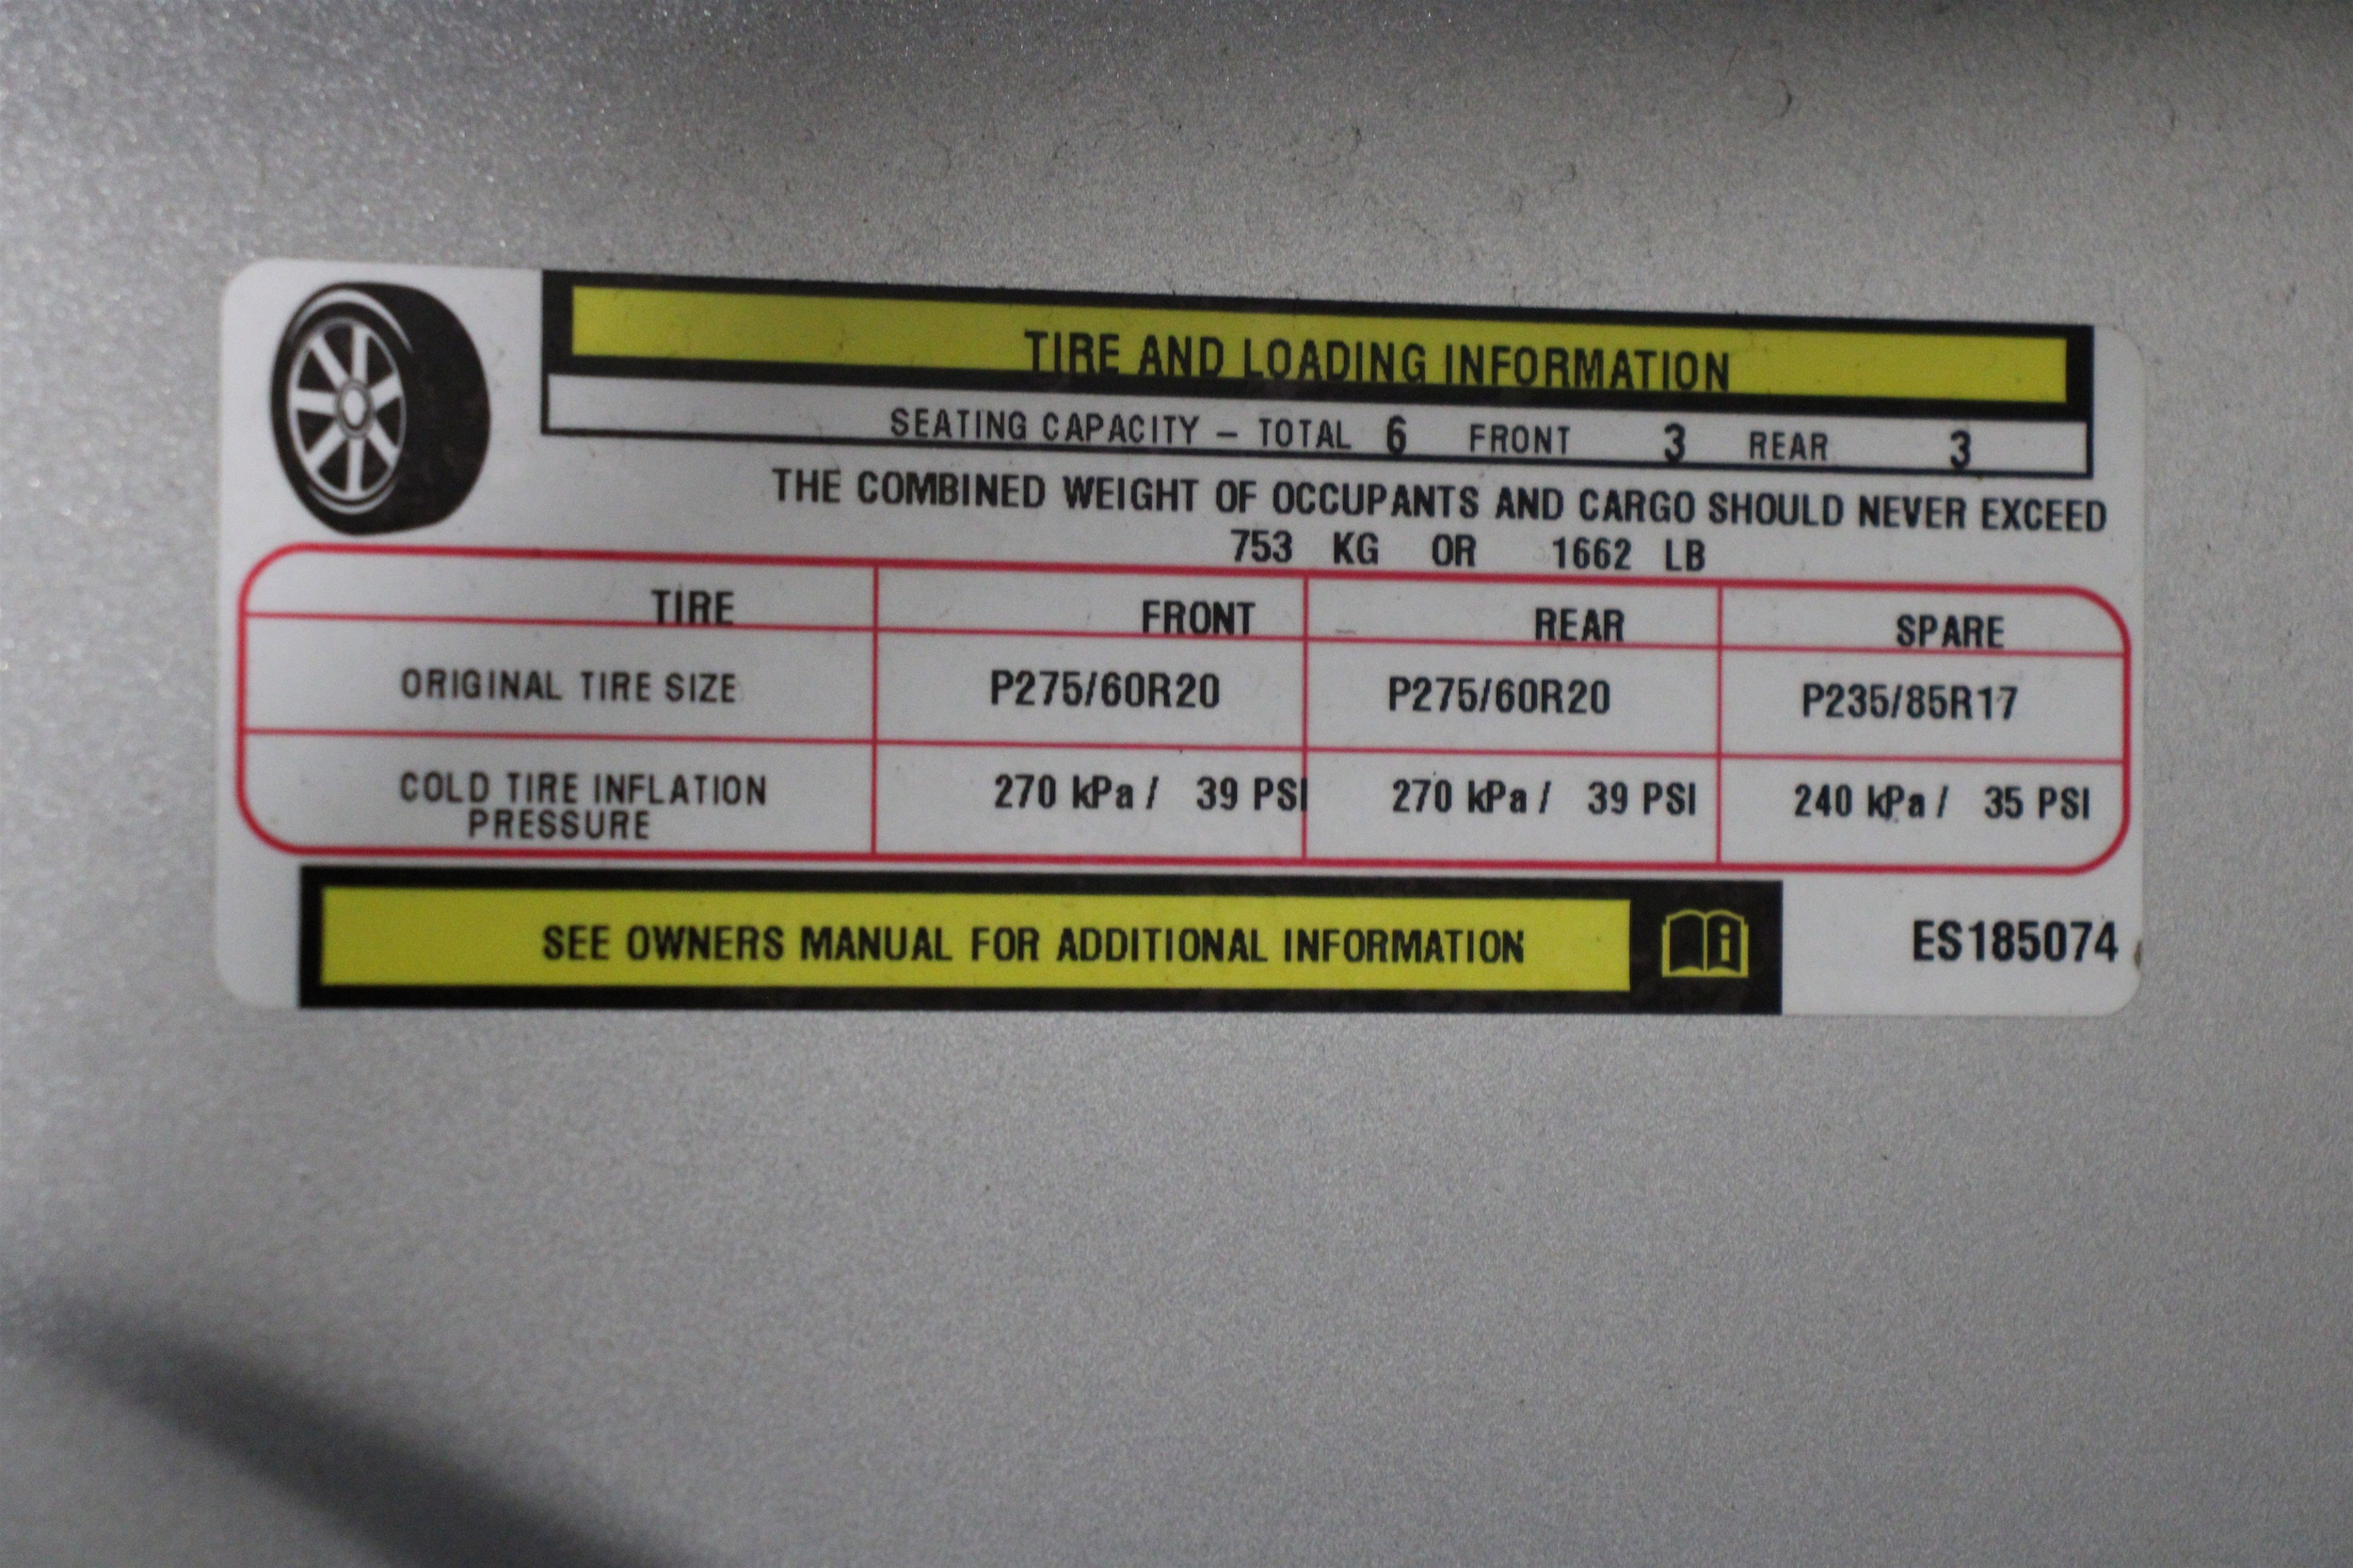 TIRE AND LOADING INFORMATION
SEATING CAPACITY – TOTAL 6 FRONT 3 REAR 3
THE COMBINED WEIGHT OF OCCUPANTS AND CARGO SHOULD NEVER EXCEED
753 KG OR 1662 LB
TIRE FRONT REAR SPARE
ORIGINAL TIRE SIZE P275/60R20 P275/60R20 P235/85R17
COLD TIRE INFLATION 270 kPa / 39 PSI 270 kPa / 39 PSI 240 kPa / 35 PSI
PRESSURE
SEE OWNERS MANUAL FOR ADDITIONAL INFORMATION i ES185074